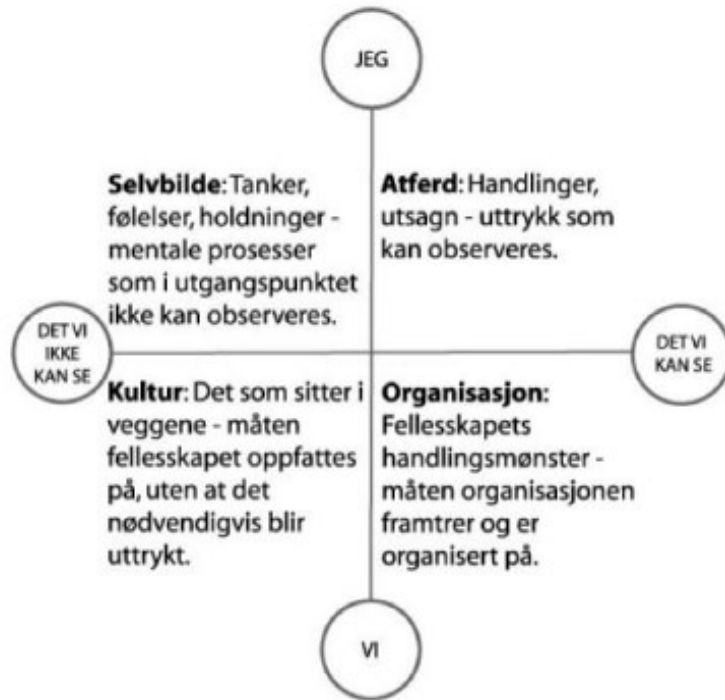 JEG
Selvbilde: Tanker,
følelser, holdninger -
mentale prosesser
som i utgangspunktet
ikke kan observeres.
Atferd: Handlinger,
utsagn - uttrykk som
kan observeres.
DET VI
IKKE
KAN SE
DET VI
KAN SE
Kultur: Det som sitter i
veggene - måten
fellesskapet oppfattes
på, uten at det
nødvendigvis blir
uttrykt.
Organisasjon:
Fellesskapets
handlingsmønster -
måten organisasjonen
framtrer og er
organisert på.
VI